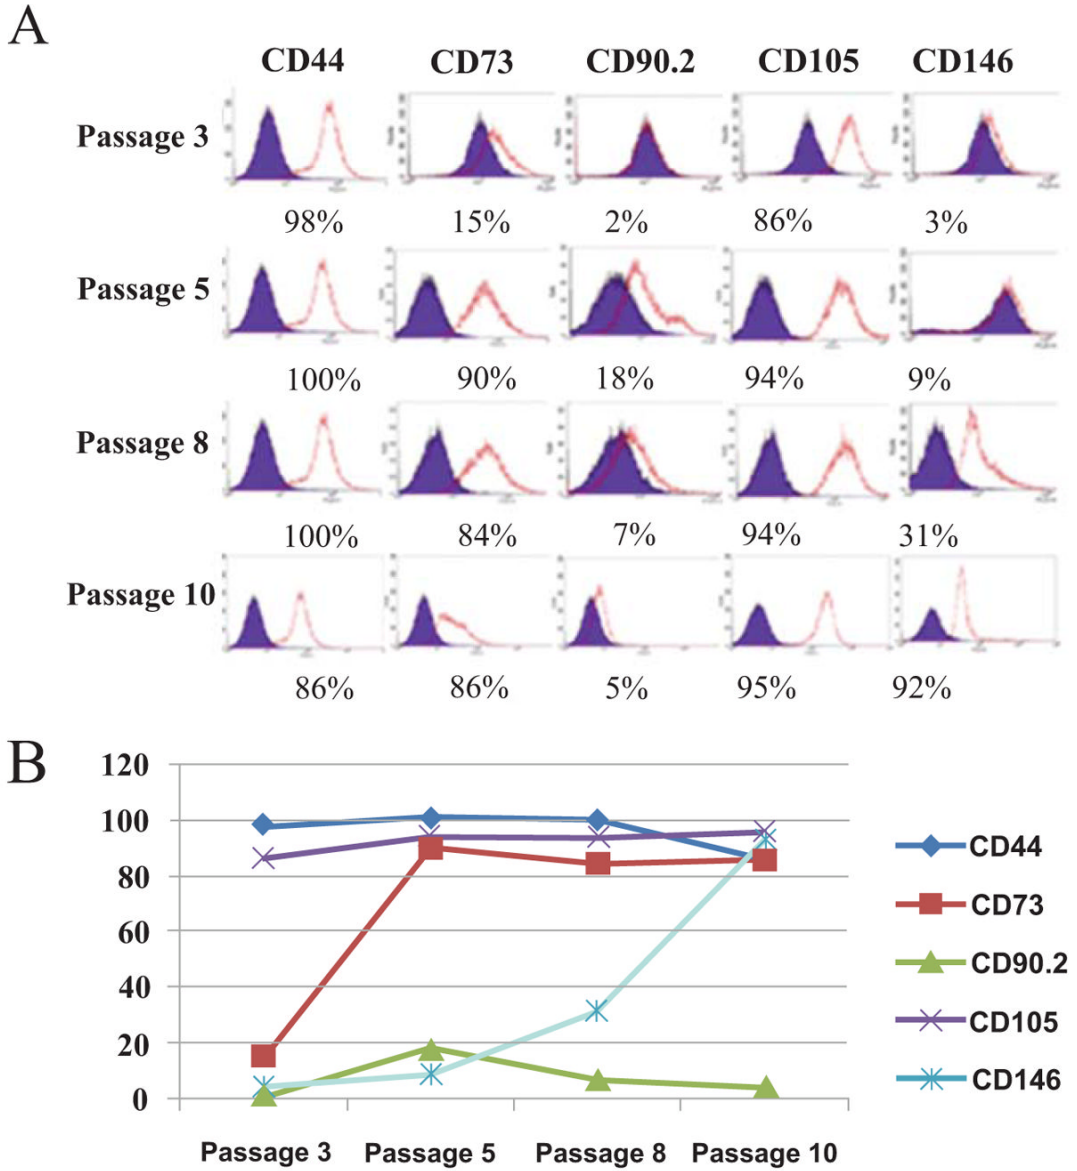 A
CD44 CD73 CD90.2 CD105 CD146
Passage 3
98% 15% 2% 86% 3%
Passage 5
100% 90% 18% 94% 9%
Passage 8
100% 84% 7% 94% 31%
Passage 10
86% 86% 5% 95% 92%
B
120
100
80
60
40
20
0
Passage 3 Passage 5 Passage 8 Passage 10
CD44
CD73
CD90.2
CD105
CD146